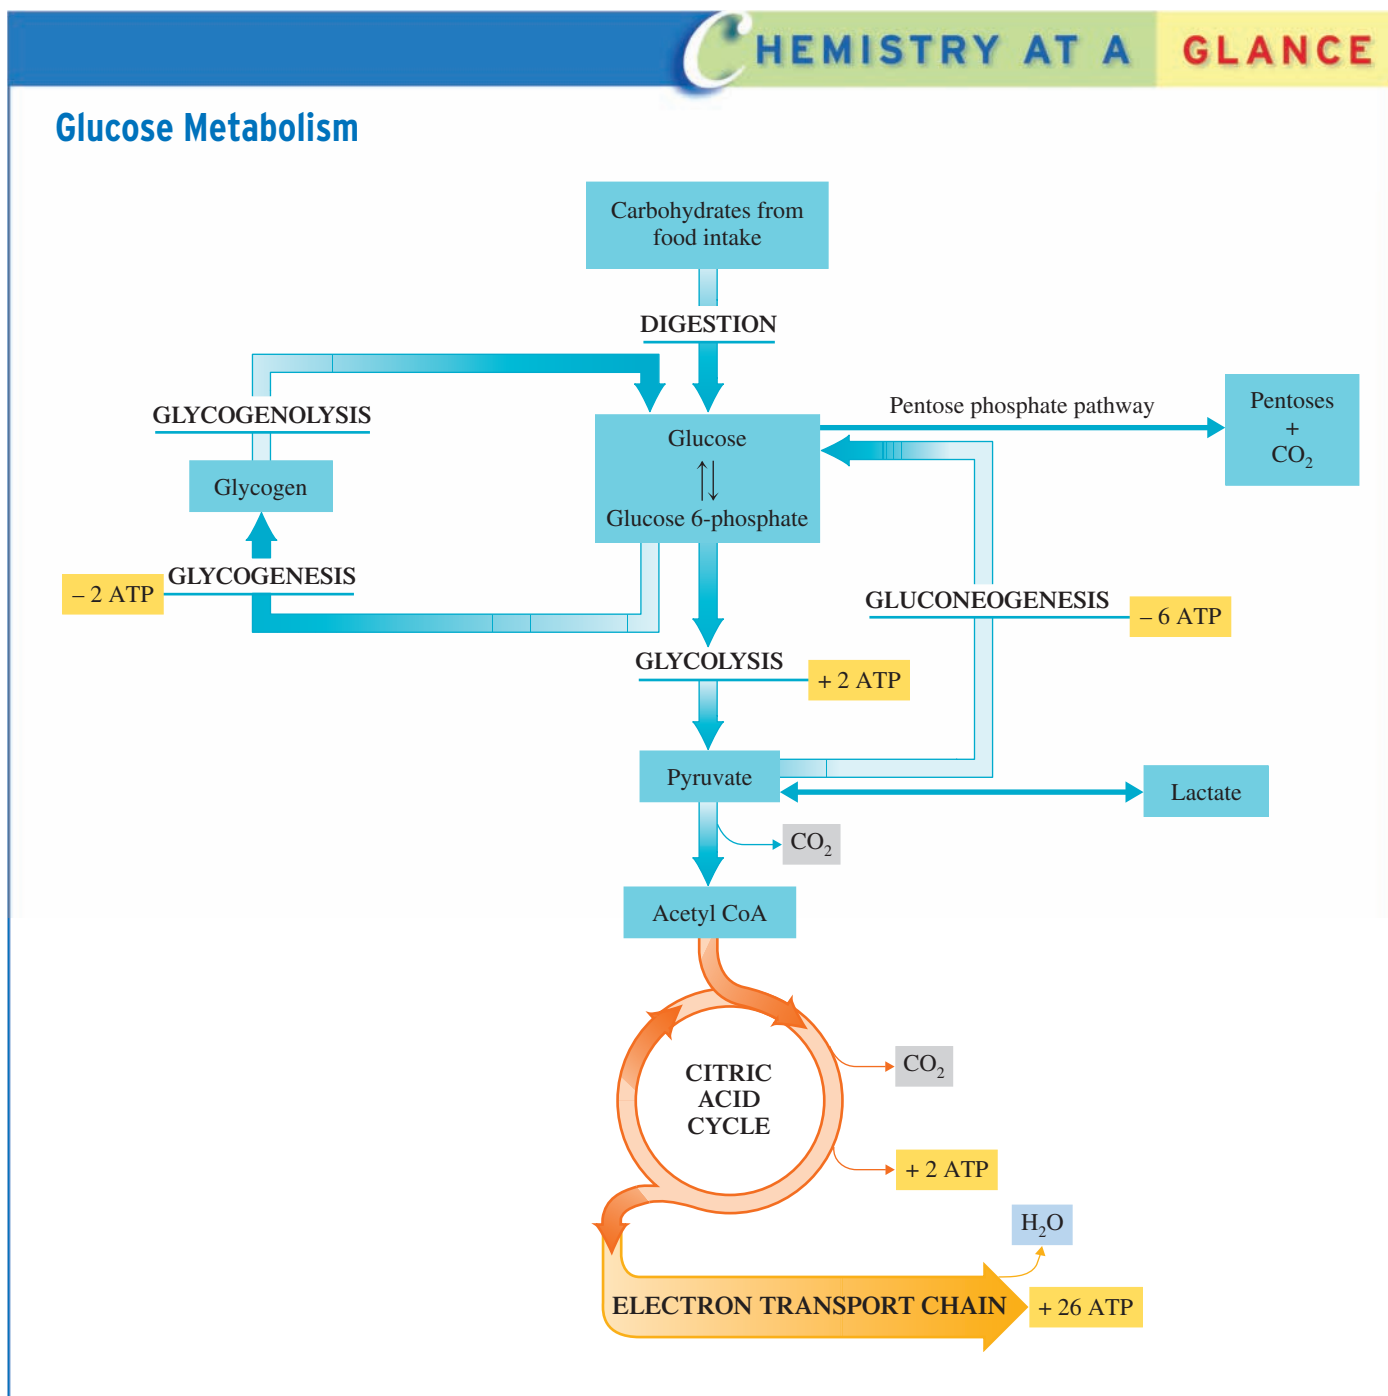 CHEMISTRY AT A GLANCE
Glucose Metabolism
Carbohydrates from
food intake
DIGESTION
GLYCOGENOLYSIS
Glycogen
GLYCOGENESIS
– 2 ATP
Glucose
Glucose 6-phosphate
Pentose phosphate pathway
Pentoses
+
CO₂
GLUCONEOGENESIS
– 6 ATP
GLYCOLYSIS
+ 2 ATP
Pyruvate
Lactate
CO₂
Acetyl CoA
CITRIC
ACID
CYCLE
CO₂
+ 2 ATP
H₂O
ELECTRON TRANSPORT CHAIN
+ 26 ATP